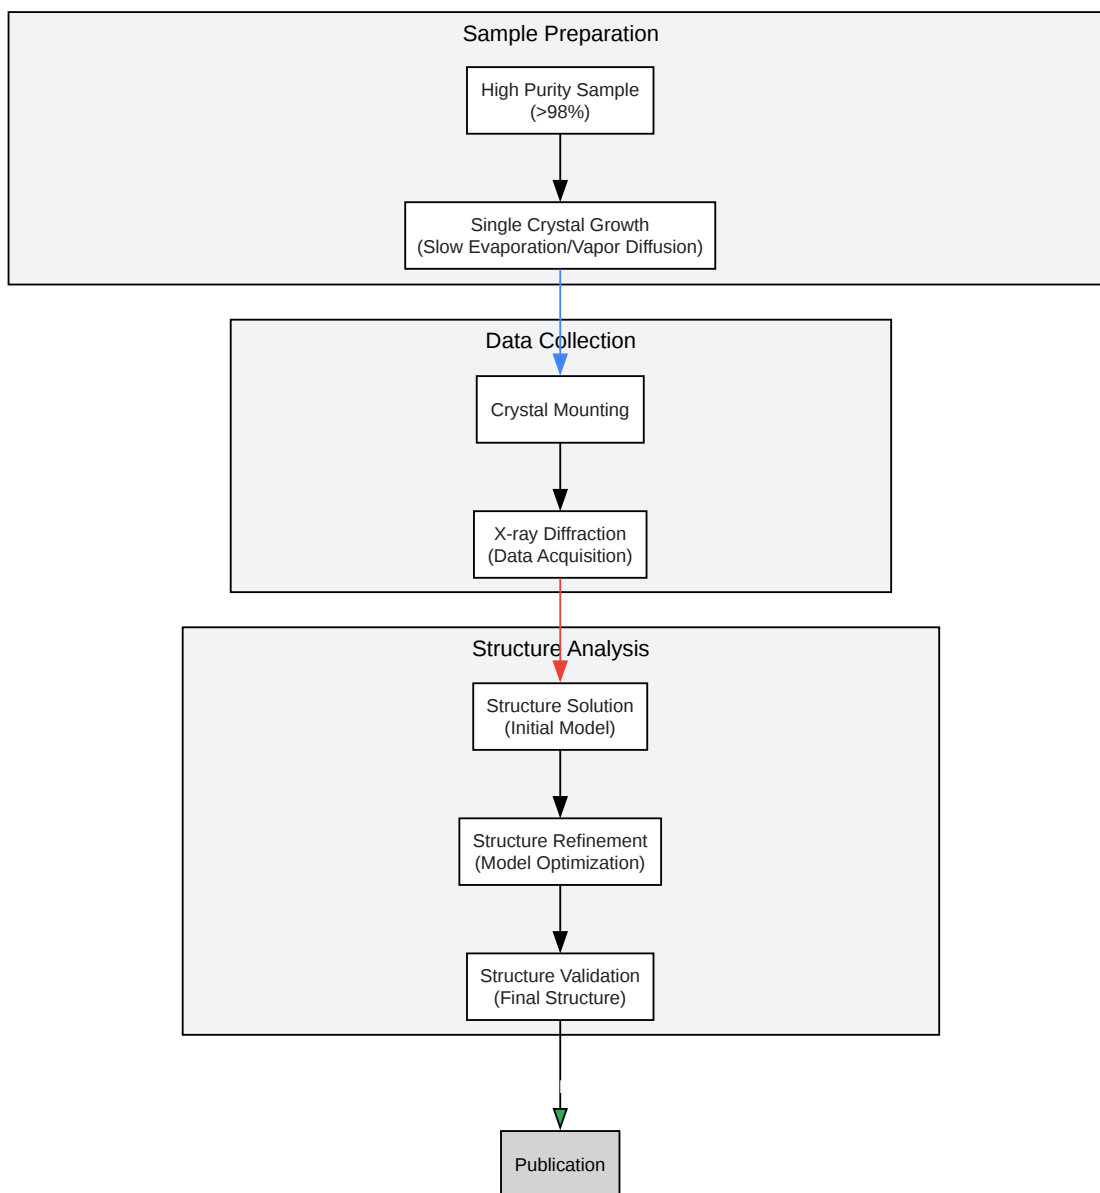 Sample Preparation
High Purity Sample
(>98%)
Single Crystal Growth
(Slow Evaporation/Vapor Diffusion)
Data Collection
Crystal Mounting
X-ray Diffraction
(Data Acquisition)
Structure Analysis
Structure Solution
(Initial Model)
Structure Refinement
(Model Optimization)
Structure Validation
(Final Structure)
Publication